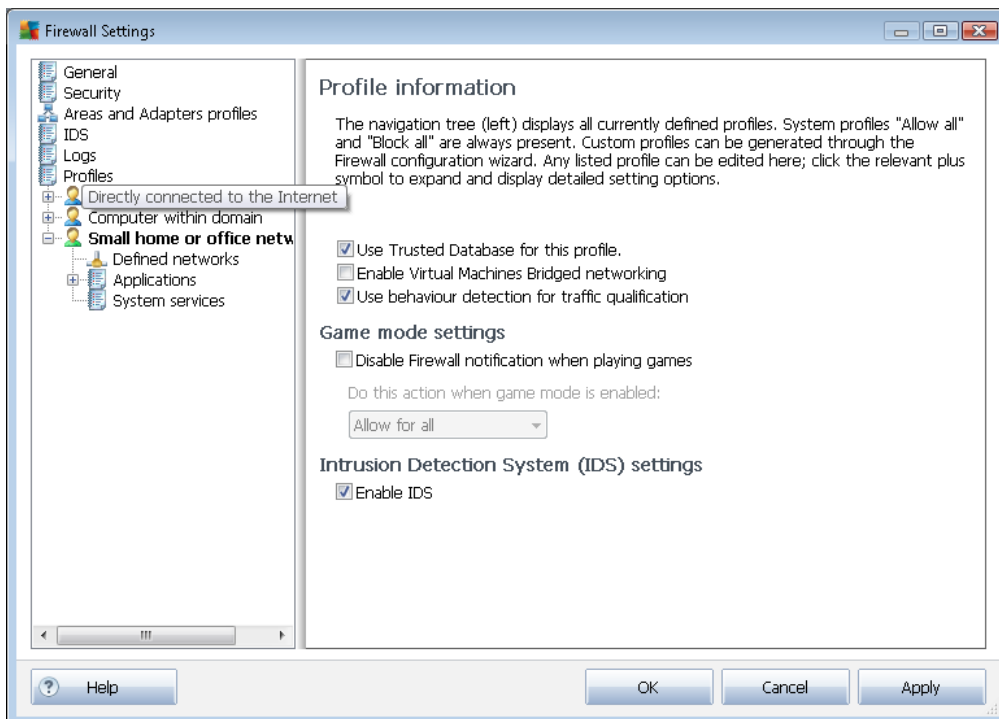 Firewall Settings
General
Security
Areas and Adapters profiles
IDS
Logs
Profiles
Directly connected to the Internet
Computer within domain
Small home or office netw
Defined networks
Applications
System services
Profile information
The navigation tree (left) displays all currently defined profiles. System profiles "Allow all"
and "Block all" are always present. Custom profiles can be generated through the
Firewall configuration wizard. Any listed profile can be edited here; click the relevant plus
symbol to expand and display detailed setting options.
Use Trusted Database for this profile.
Enable Virtual Machines Bridged networking
Use behaviour detection for traffic qualification
Game mode settings
Disable Firewall notification when playing games
Do this action when game mode is enabled:
Allow for all
Intrusion Detection System (IDS) settings
Enable IDS
? Help
OK
Cancel
Apply